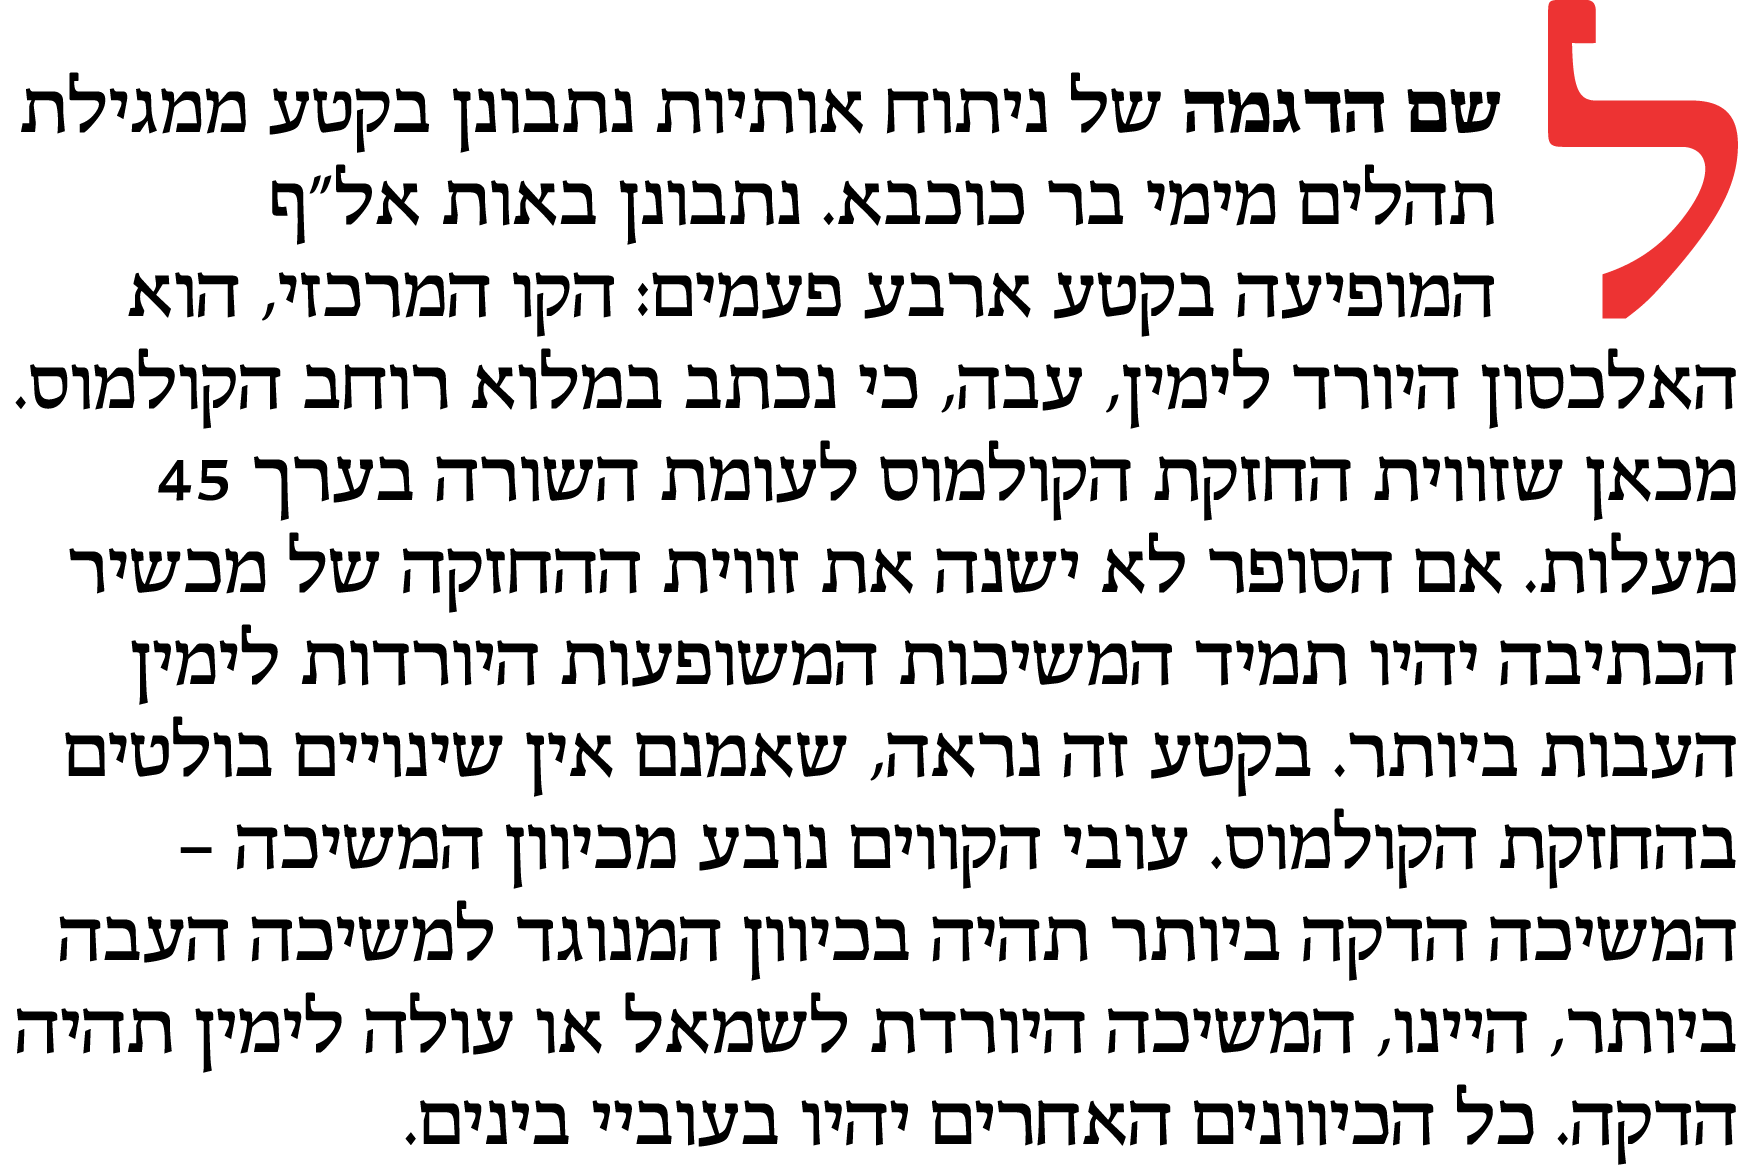 לשם הדגמה של ניתוח אותיות נתבונן בקטע ממגילת
תהלים מימי בר כוכבא. נתבונן באות אל״ף
המופיעה בקטע ארבע פעמים: הקו המרכזי, הוא
האלכסון היורד לימין, עבה, כי נכתב במלוא רוחב הקולמוס.
מכאן שזווית החזקת הקולמוס לעומת השורה בערך 45
מעלות. אם הסופר לא ישנה את זווית ההחזקה של מכשיר
הכתיבה יהיו תמיד המשיכות המשופעות היורדות לימין
העבות ביותר. בקטע זה נראה, שאמנם אין שינויים בולטים
בהחזקת הקולמוס. עובי הקווים נובע מכיוון המשיכה –
המשיכה הדקה ביותר תהיה בכיוון המנוגד למשיכה העבה
ביותר, היינו, המשיכה היורדת לשמאל או עולה לימין תהיה
הדקה. כל הכיוונים האחרים יהיו בעוביי בינים.